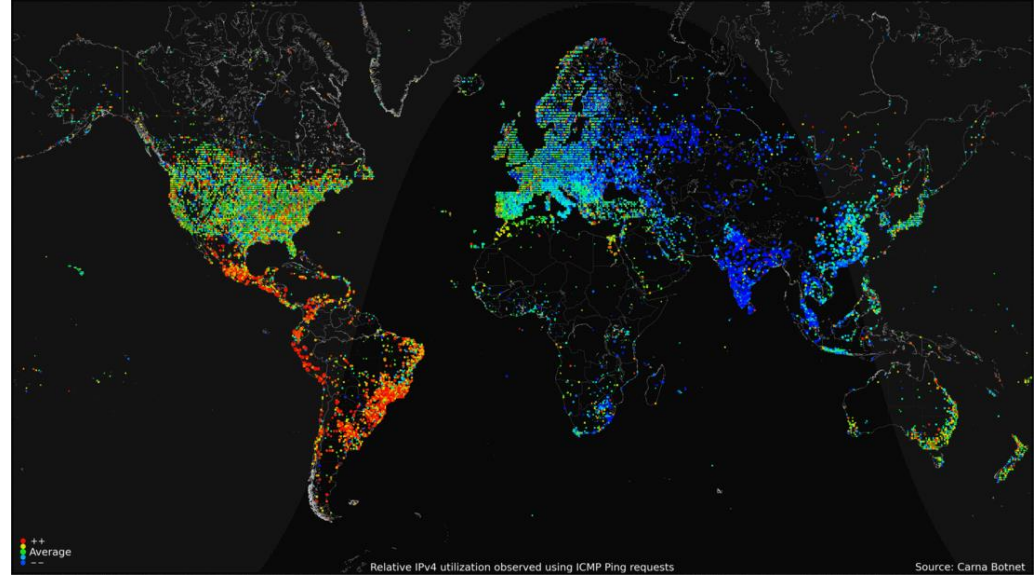 ++
Average
--
Relative IPv4 utilization observed using ICMP Ping requests
Source: Carna Botnet